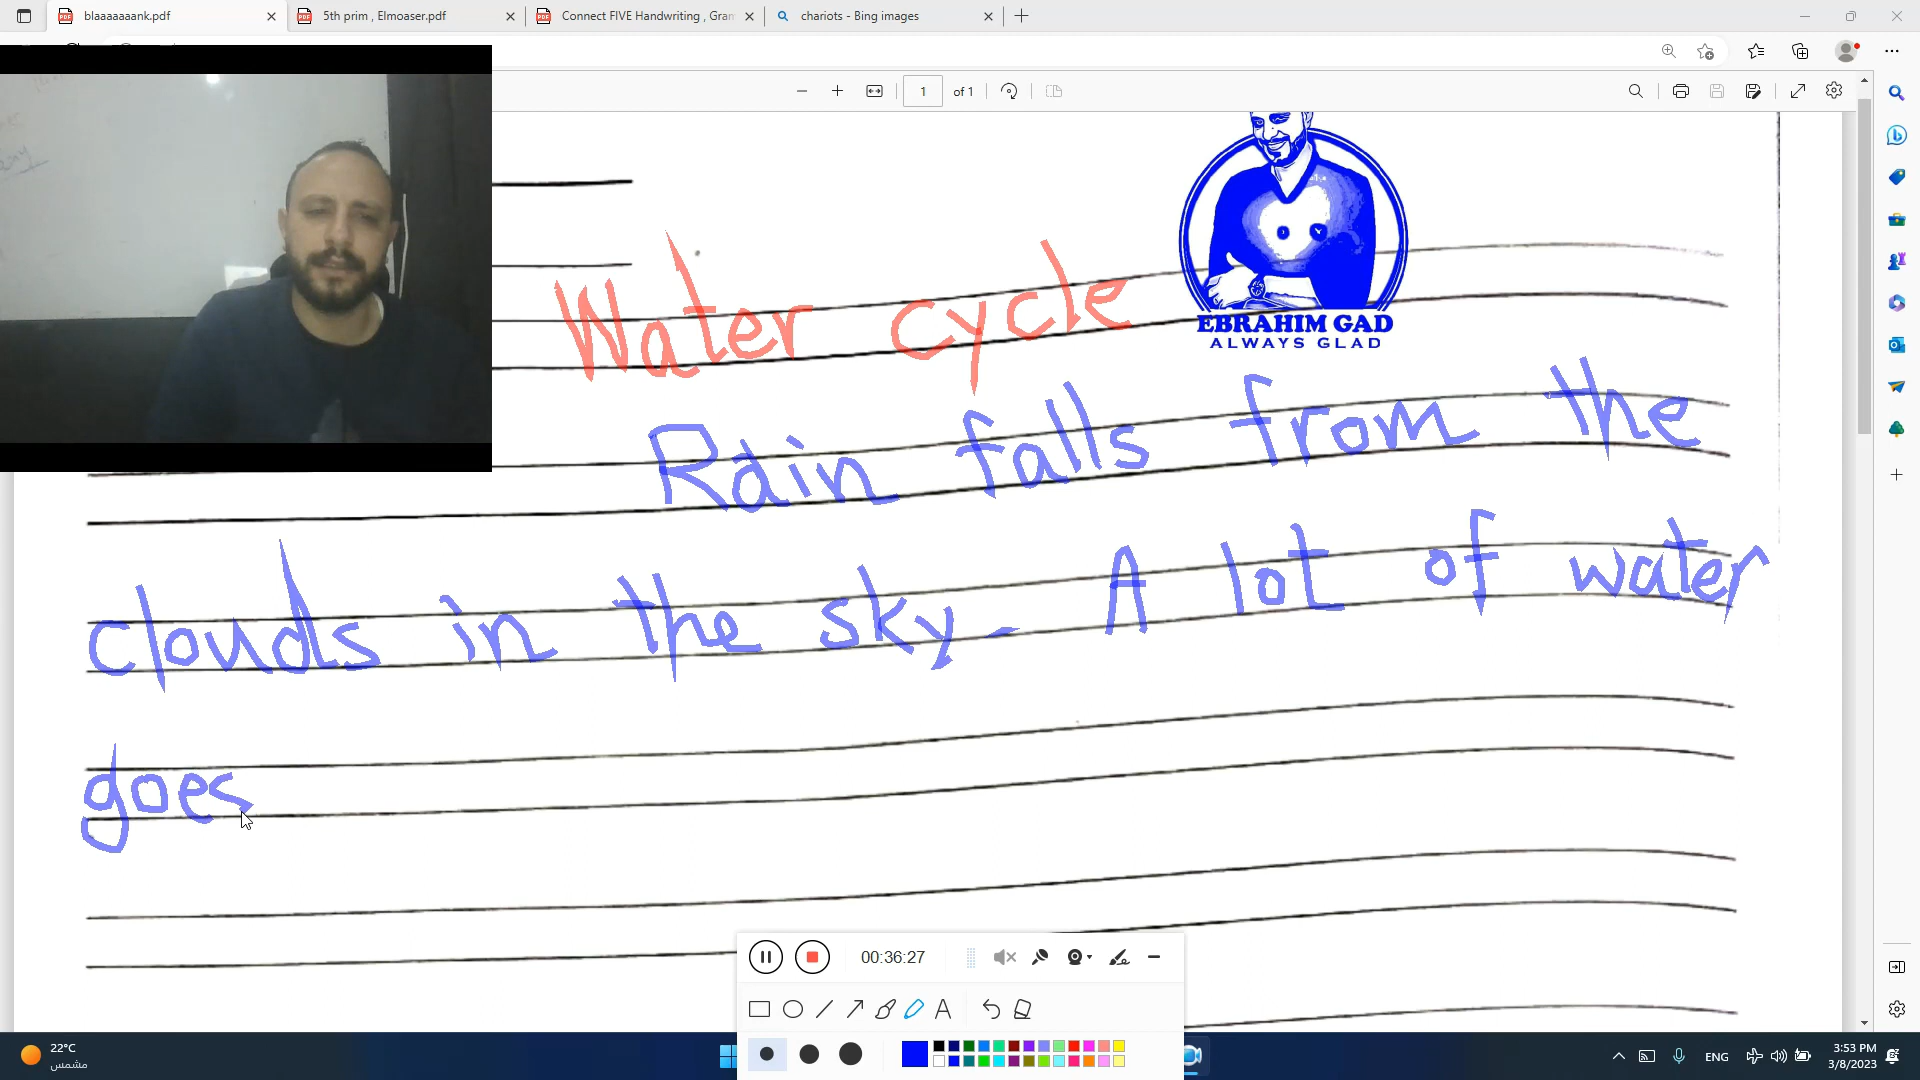 blaaaaaaank.pdf
5th prim , Elmoaser.pdf
Connect FIVE Handwriting , Gram
chariots - Bing images
1 of 1
EBRAHIM GAD
ALWAYS GLAD
Water cycle
Rain falls from the
clouds in the sky. A lot of water
goes
00:36:27
22°C
مشمس
ENG
3:53 PM
3/8/2023